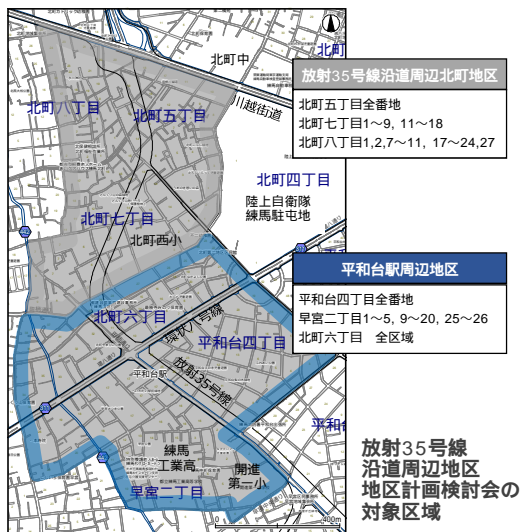 北町中
川越街道
北町
北町八丁目
北町五丁目
北町四丁目
陸上自衛隊
練馬駐屯地
北町七丁目
北町西小
北町六丁目
環状八号線
平和台四丁目
放射35号線
平和台駅
練馬
工業高
開進
第一小
早宮二丁目
平和台
0
400m
放射35号線沿道周辺北町地区
北町五丁目全番地
北町七丁目1～9, 11～18
北町八丁目1,2,7～11, 17～24,27
平和台駅周辺地区
平和台四丁目全番地
早宮二丁目1～5, 9～20, 25～26
北町六丁目 全区域
放射35号線
沿道周辺地区
地区計画検討会の
対象区域